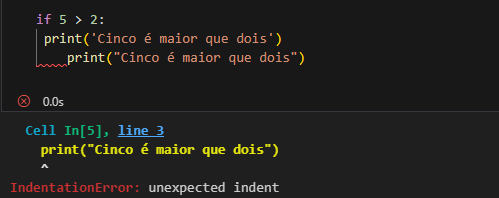 if 5 > 2:
 print('Cinco é maior que dois')
    print("Cinco é maior que dois")
0.0s
Cell In[5], line 3
    print("Cinco é maior que dois")
    ^
IndentationError: unexpected indent